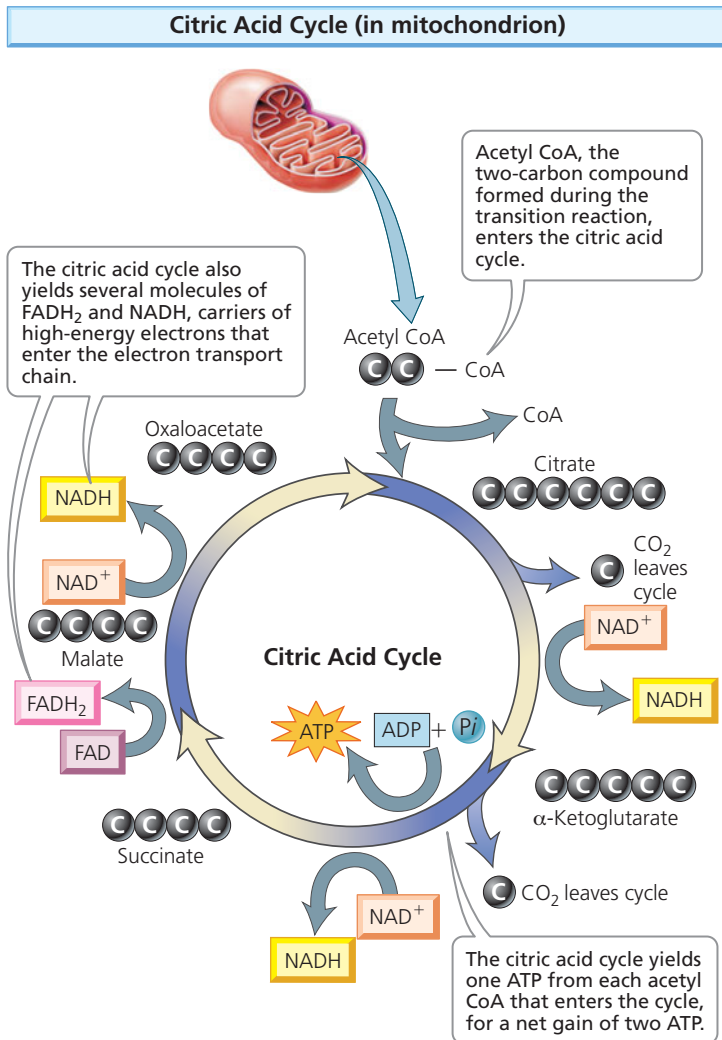 Citric Acid Cycle (in mitochondrion)
Acetyl CoA, the
two-carbon compound
formed during the
transition reaction,
enters the citric acid
cycle.
The citric acid cycle also
yields several molecules of
FADH₂ and NADH, carriers of
high-energy electrons that
enter the electron transport
chain.
Acetyl CoA
C C — CoA
CoA
Oxaloacetate
C C C C
Citrate
C C C C C C
NADH
NAD⁺
C
CO₂
leaves
cycle
NAD⁺
NADH
C C C C
Malate
Citric Acid Cycle
FADH₂
FAD
ATP
ADP + Pi
C C C C C
α-Ketoglutarate
C C C C
Succinate
C CO₂ leaves cycle
NAD⁺
NADH
The citric acid cycle yields
one ATP from each acetyl
CoA that enters the cycle,
for a net gain of two ATP.